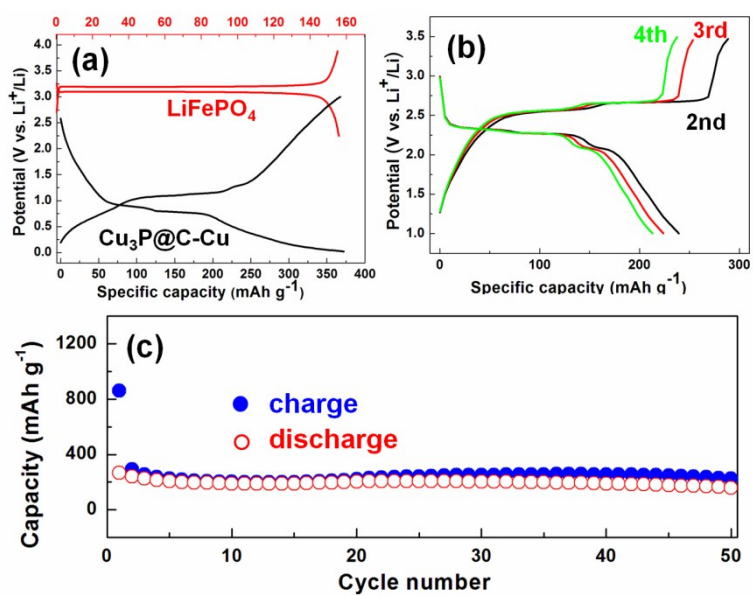 0 20 40 60 80 100 120 140 160
(a)
4.0
3.5
3.0
2.5
2.0
1.5
1.0
0.5
0.0
Potential (V vs. Li⁺/Li)
LiFePO₄
Cu₃P@C-Cu
0 50 100 150 200 250 300 350 400
Specific capacity (mAh g⁻¹)
(b)
4th
3rd
2nd
3.5
3.0
2.5
2.0
1.5
1.0
Potential (V vs. Li⁺/Li)
0 100 200 300
Specific capacity (mAh g⁻¹)
(c)
1200
800
400
0
Capacity (mAh g⁻¹)
charge
discharge
0 10 20 30 40 50
Cycle number